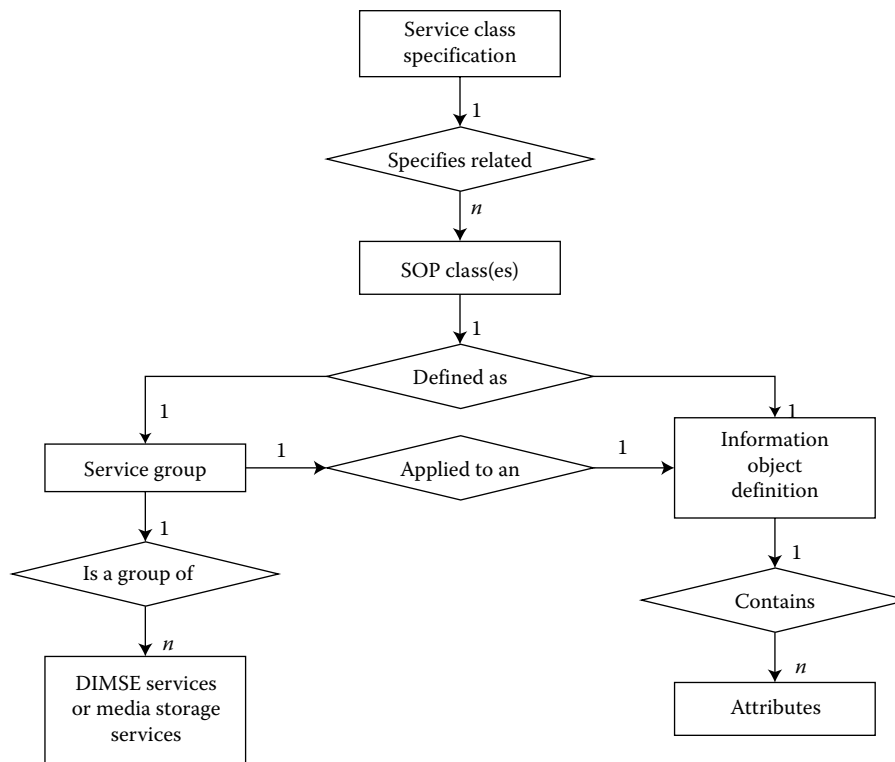 Service class
specification
1
Specifies related
n
SOP class(es)
1
Defined as
1
1
Service group
1
Applied to an
1
Information
object
definition
1
1
Is a group of
Contains
n
n
DIMSE services
or media storage
services
Attributes